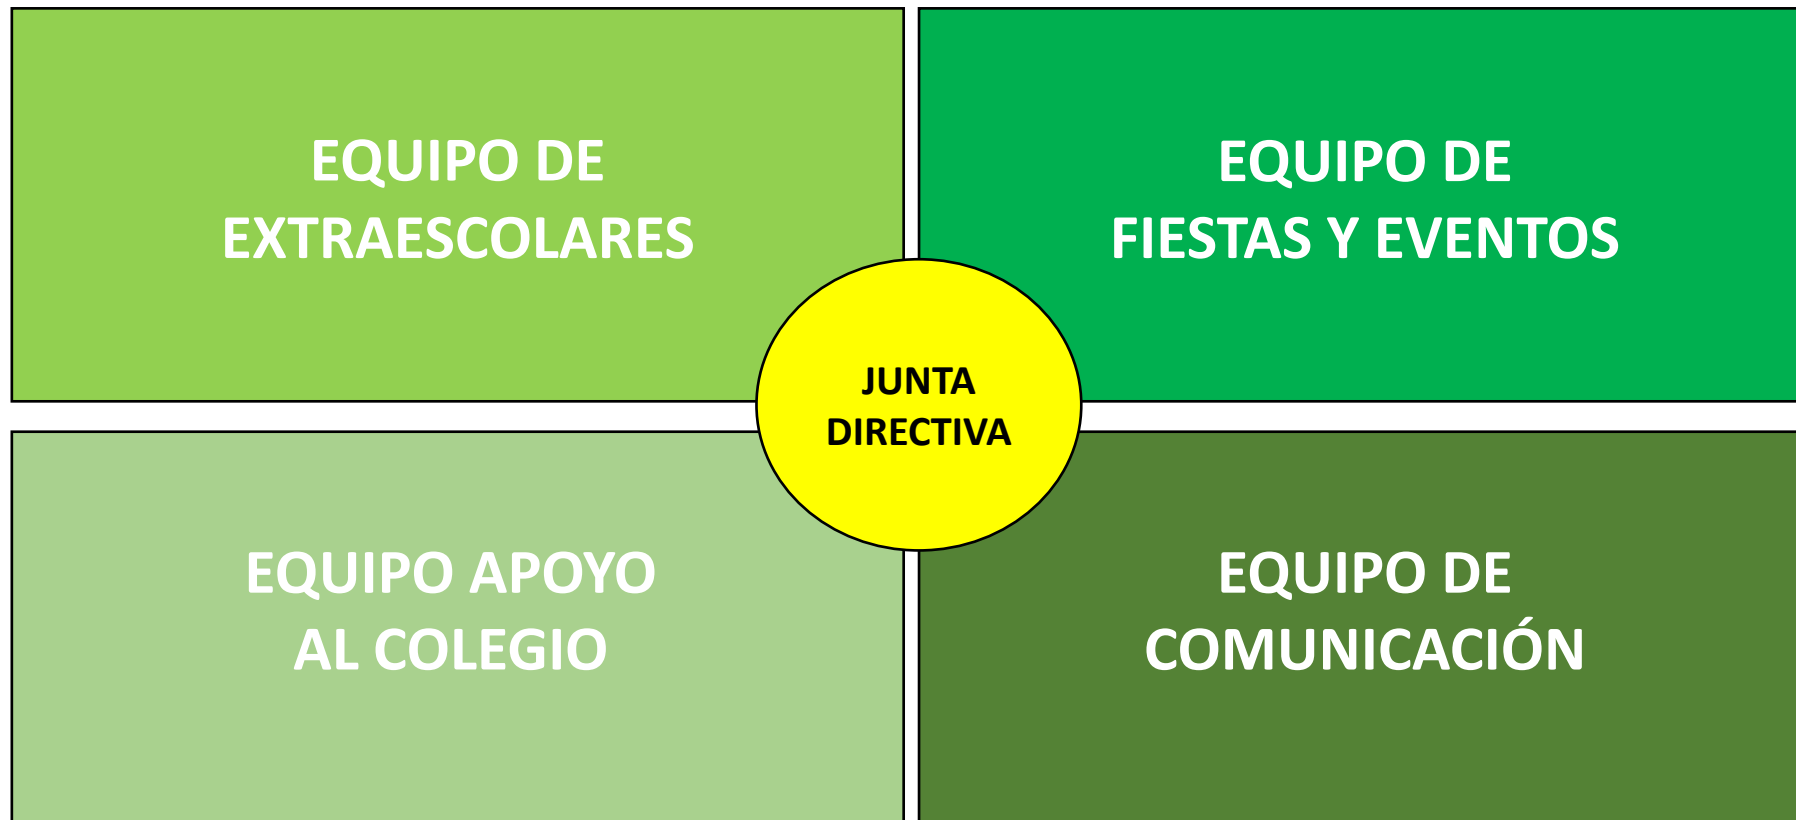 EQUIPO DE
EXTRAESCOLARES
EQUIPO DE
FIESTAS Y EVENTOS
JUNTA
DIRECTIVA
EQUIPO APOYO
AL COLEGIO
EQUIPO DE
COMUNICACIÓN